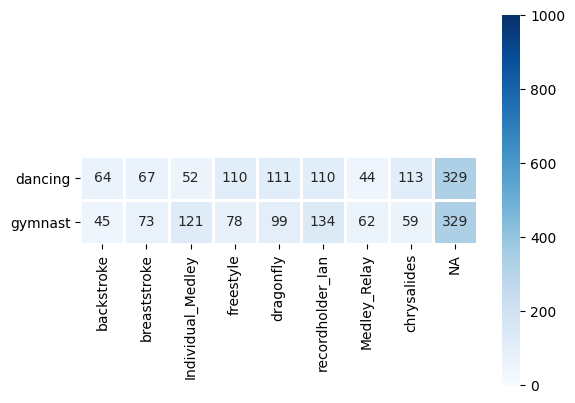 1000
800
600
400
200
0
dancing 64 67 52 110 111 110 44 113 329
gymnast 45 73 121 78 99 134 62 59 329
backstroke
breaststroke
Individual_Medley
freestyle
dragonfly
recordholder_Ian
Medley_Relay
chrysalides
NA